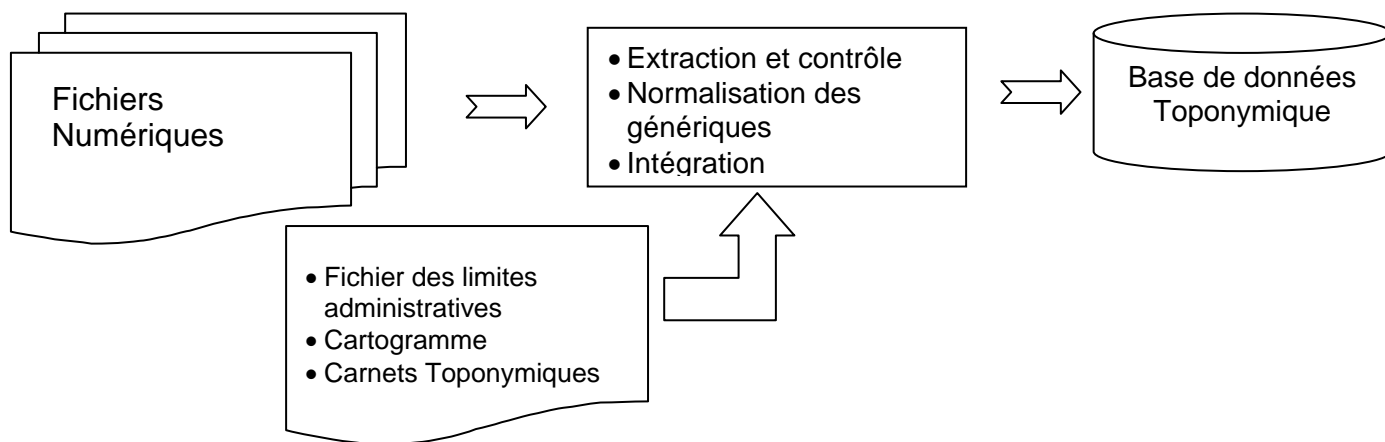 Fichiers
Numériques
• Extraction et contrôle
• Normalisation des
génériques
• Intégration
Base de données
Toponymique
• Fichier des limites
administratives
• Cartogramme
• Carnets Toponymiques